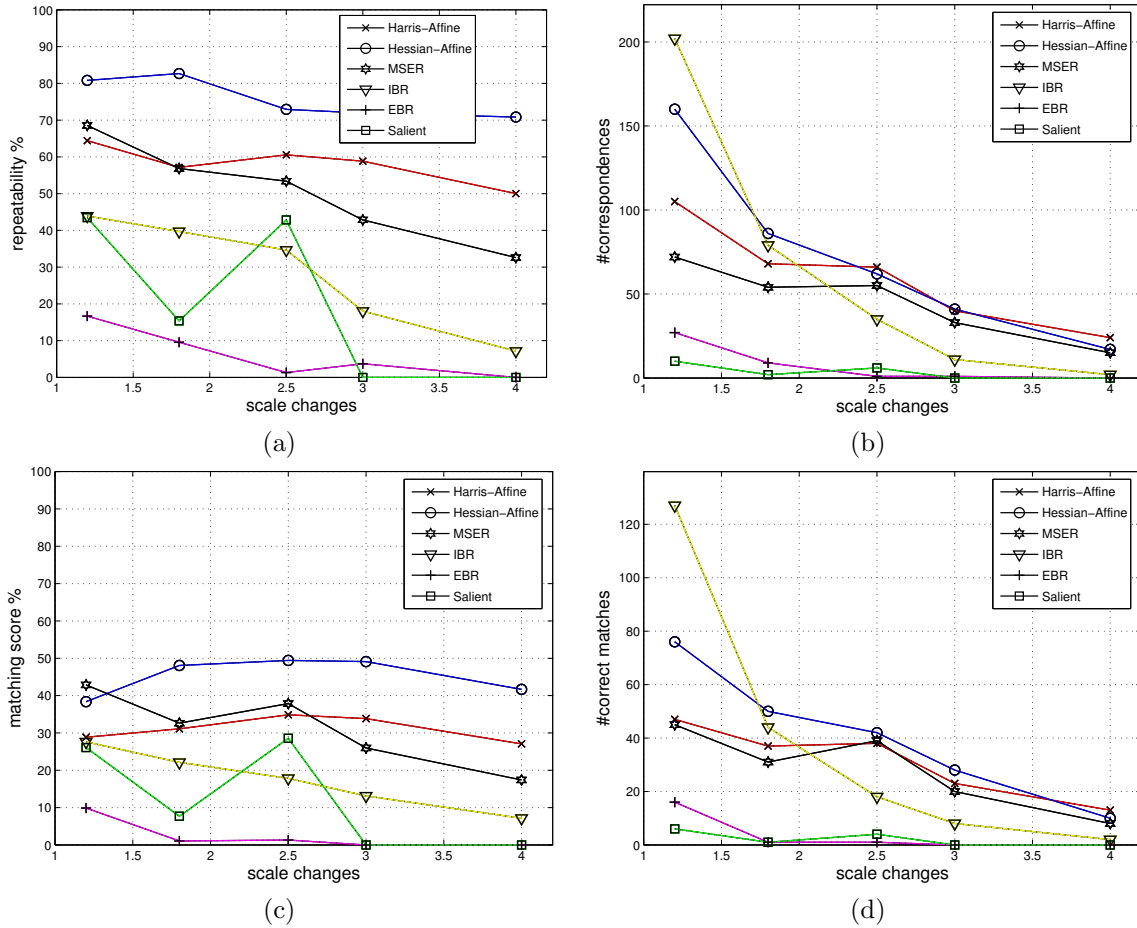 100
90
80
70
60
50
40
30
20
10
0
repeatability %
Harris−Affine
Hessian−Affine
MSER
IBR
EBR
Salient
1 1.5 2 2.5 3 3.5 4
scale changes
(a)
200
150
100
50
0
#correspondences
Harris−Affine
Hessian−Affine
MSER
IBR
EBR
Salient
1 1.5 2 2.5 3 3.5 4
scale changes
(b)
100
90
80
70
60
50
40
30
20
10
0
matching score %
Harris−Affine
Hessian−Affine
MSER
IBR
EBR
Salient
1 1.5 2 2.5 3 3.5 4
scale changes
(c)
120
100
80
60
40
20
0
#correct matches
Harris−Affine
Hessian−Affine
MSER
IBR
EBR
Salient
1 1.5 2 2.5 3 3.5 4
scale changes
(d)